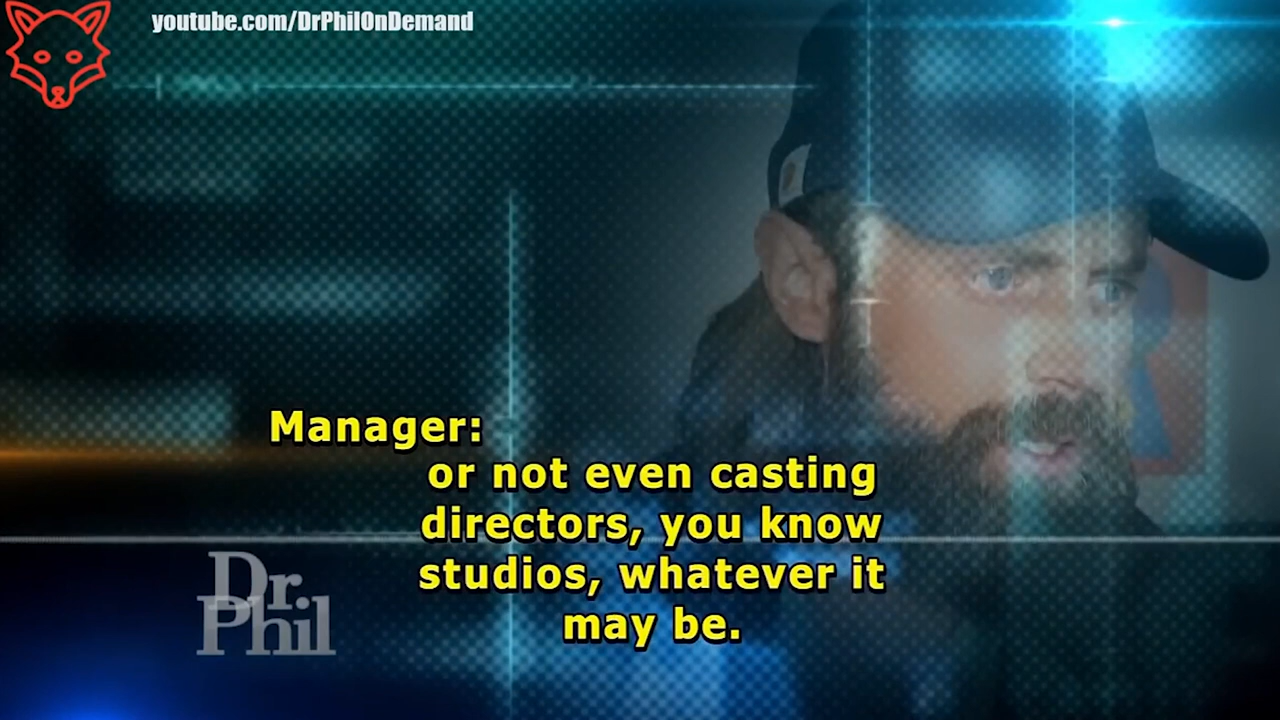 youtube.com/DrPhilOnDemand
Manager:
or not even casting
directors, you know
studios, whatever it
may be.
Dr.
Phil